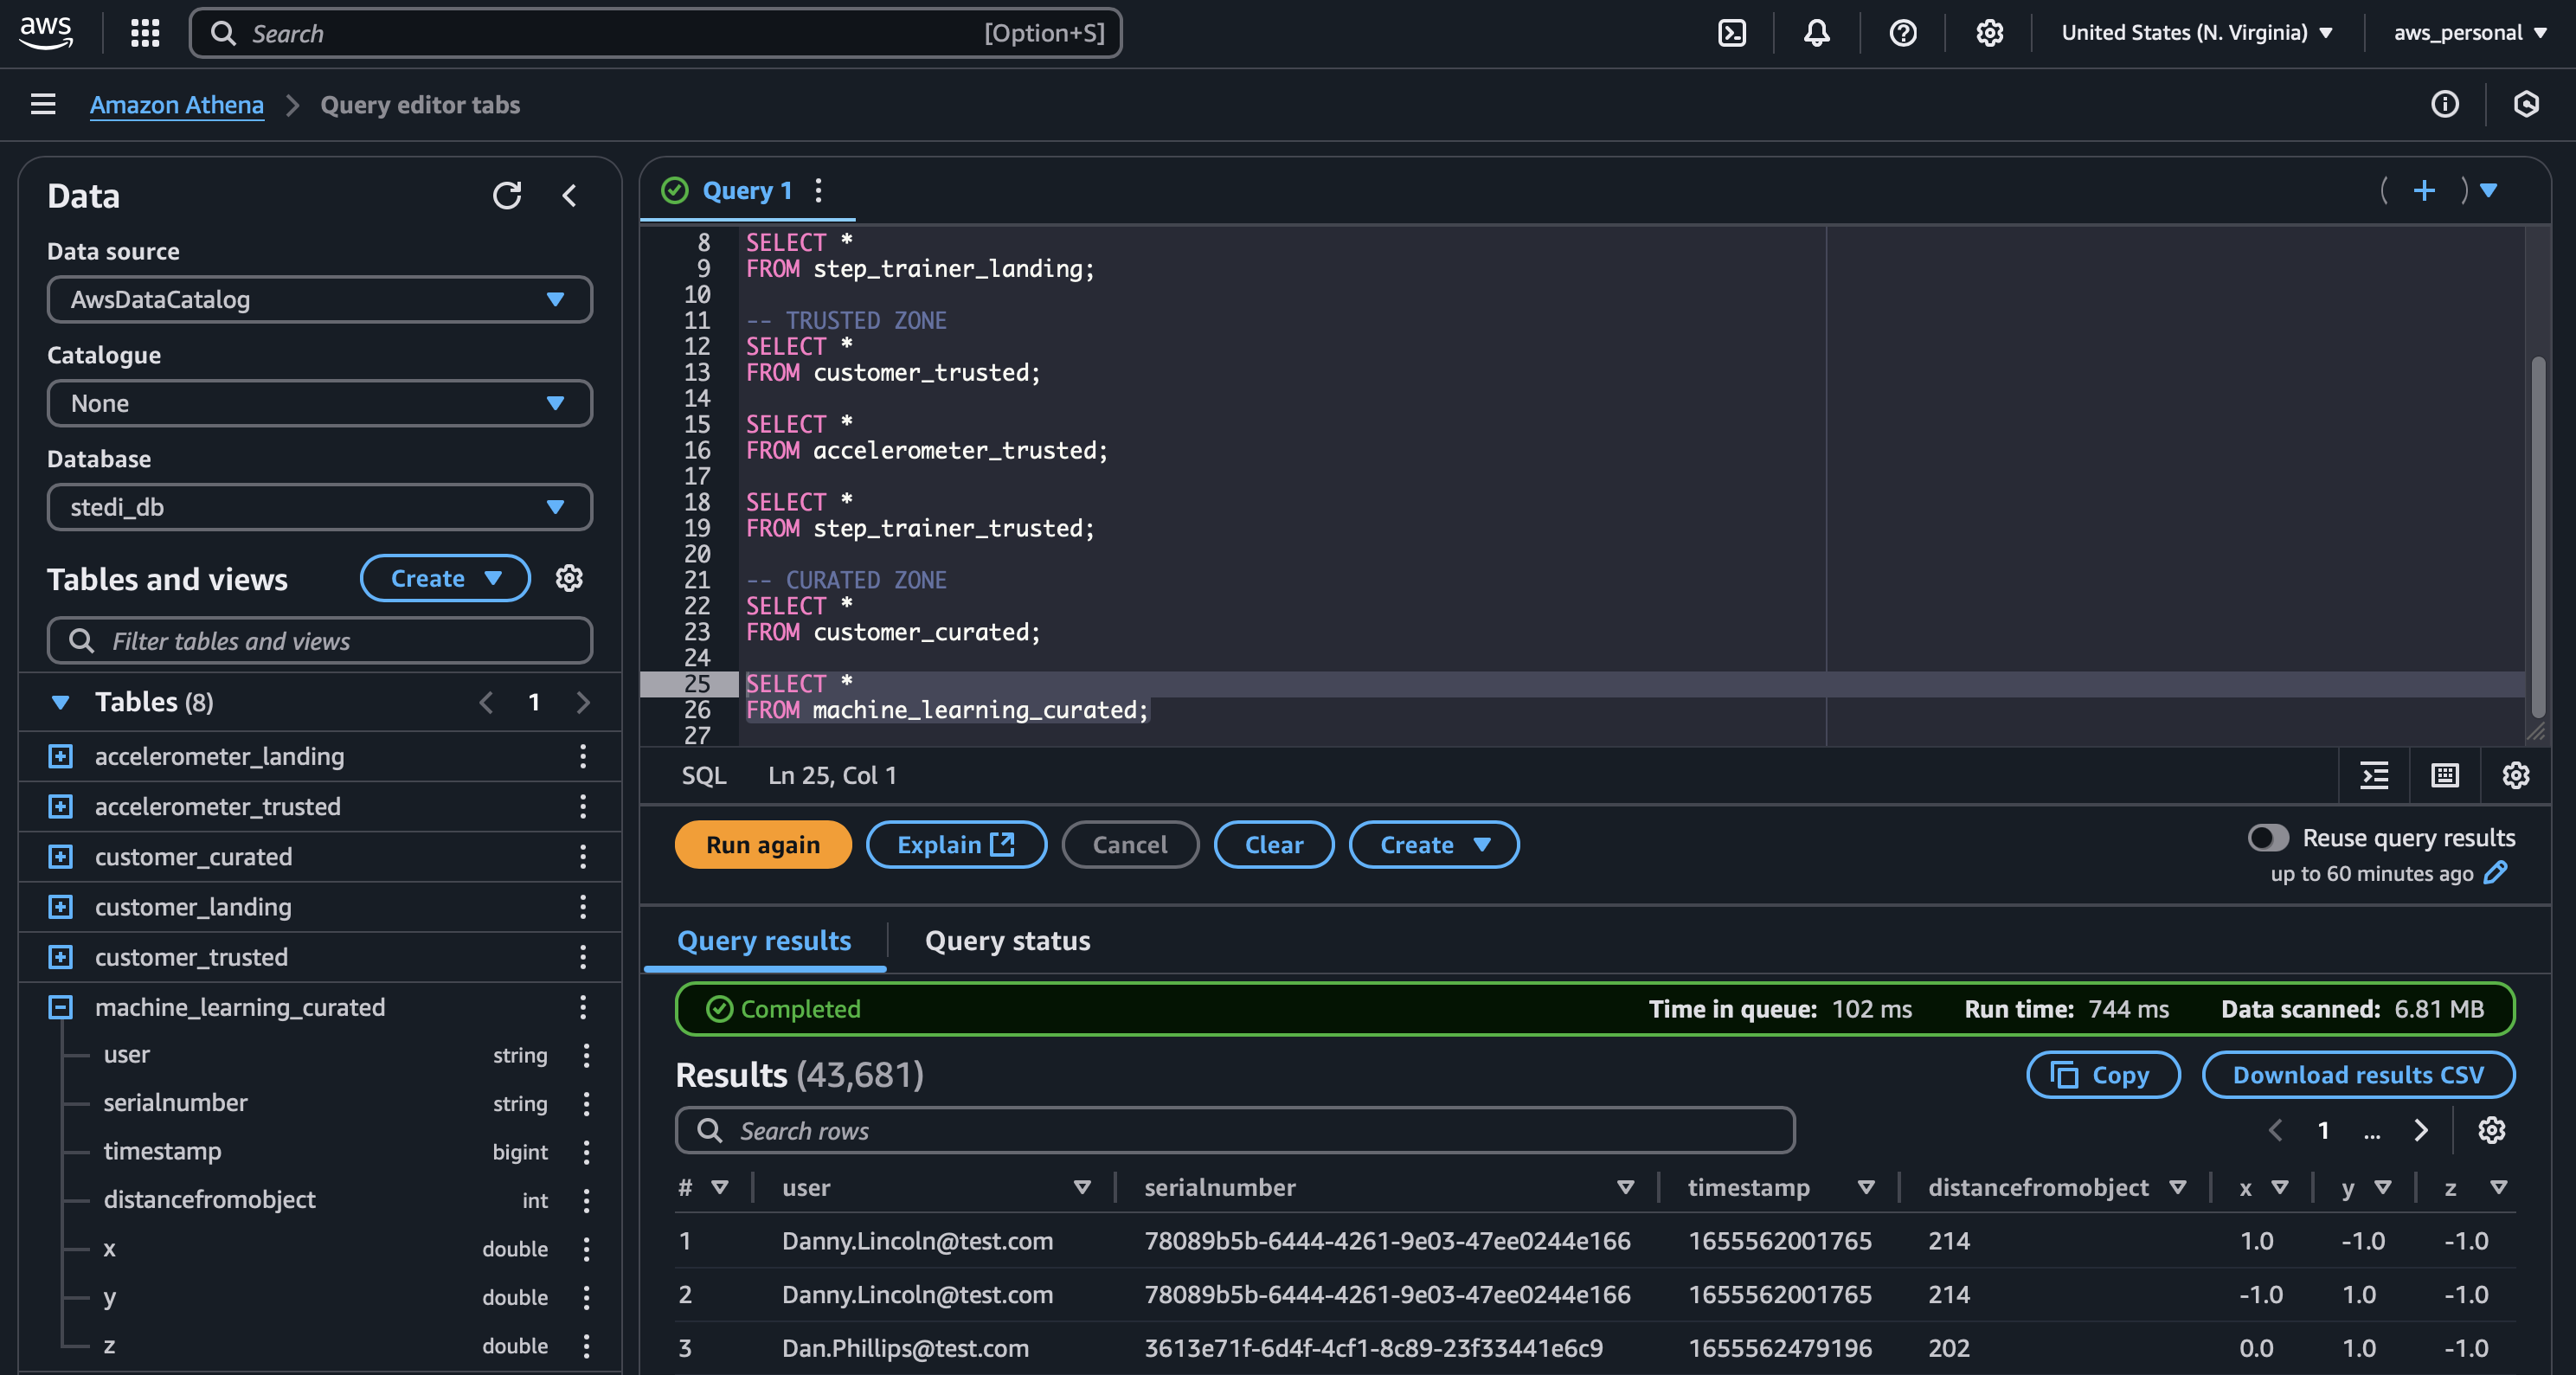 aws
Search [Option+S]
United States (N. Virginia)
aws_personal
Amazon Athena > Query editor tabs
Data
Data source
AwsDataCatalog
Catalogue
None
Database
stedi_db
Tables and views
Create
Filter tables and views
Tables (8)
1
accelerometer_landing
accelerometer_trusted
customer_curated
customer_landing
customer_trusted
machine_learning_curated
user string
serialnumber string
timestamp bigint
distancefromobject int
x double
y double
z double
Query 1
8 SELECT *
9 FROM step_trainer_landing;
10
11 -- TRUSTED ZONE
12 SELECT *
13 FROM customer_trusted;
14
15 SELECT *
16 FROM accelerometer_trusted;
17
18 SELECT *
19 FROM step_trainer_trusted;
20
21 -- CURATED ZONE
22 SELECT *
23 FROM customer_curated;
24
25 SELECT *
26 FROM machine_learning_curated;
27
SQL Ln 25, Col 1
Run again
Explain
Cancel
Clear
Create
Reuse query results
up to 60 minutes ago
Query results
Query status
Completed
Time in queue: 102 ms
Run time: 744 ms
Data scanned: 6.81 MB
Results (43,681)
Copy
Download results CSV
Search rows
1 ...
# user serialnumber timestamp distancefromobject x y z
1 Danny.Lincoln@test.com 78089b5b-6444-4261-9e03-47ee0244e166 1655562001765 214 1.0 -1.0 -1.0
2 Danny.Lincoln@test.com 78089b5b-6444-4261-9e03-47ee0244e166 1655562001765 214 -1.0 1.0 -1.0
3 Dan.Phillips@test.com 3613e71f-6d4f-4cf1-8c89-23f33441e6c9 1655562479196 202 0.0 1.0 -1.0